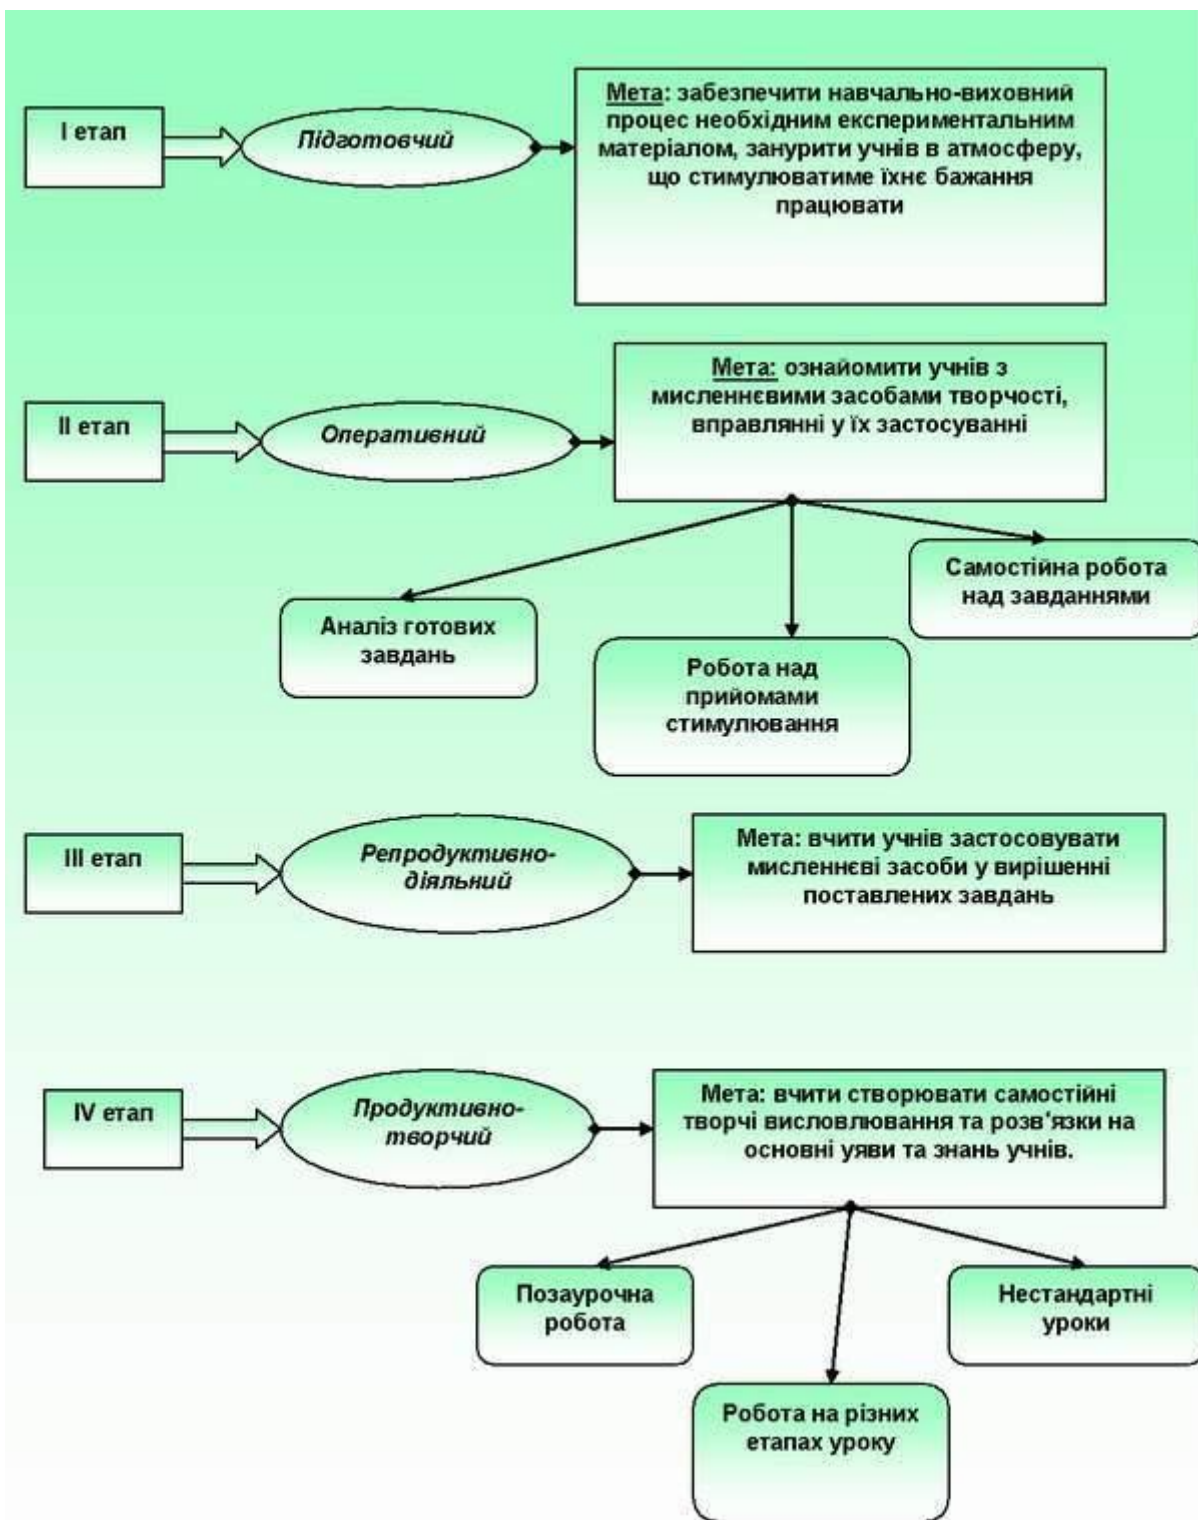 І етап
Підготовчий
Мета: забезпечити навчально-виховний
процес необхідним експериментальним
матеріалом, занурити учнів в атмосферу,
що стимулюватиме їхнє бажання
працювати
ІІ етап
Оперативний
Мета: ознайомити учнів з
мисленнєвими засобами творчості,
вправлянні у їх застосуванні
Аналіз готових
завдань
Робота над
прийомами
стимулювання
Самостійна робота
над завданнями
ІІІ етап
Репродуктивно-
діяльний
Мета: вчити учнів застосовувати
мисленнєві засоби у вирішенні
поставлених завдань
IV етап
Продуктивно-
творчий
Мета: вчити створювати самостійні
творчі висловлювання та розв'язки на
основні уяви та знань учнів.
Позаурочна
робота
Робота на різних
етапах уроку
Нестандартні
уроки